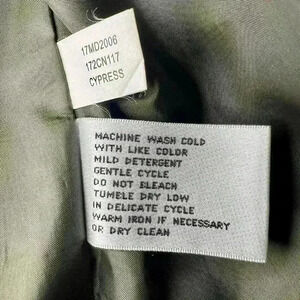 17MD2006
172CN117
CYPRESS
MACHINE WASH COLD
WITH LIKE COLOR
MILD DETERGENT
GENTLE CYCLE
DO NOT BLEACH
TUMBLE DRY LOW
IN DELICATE CYCLE
WARM IRON IF NECESSARY
OR DRY CLEAN